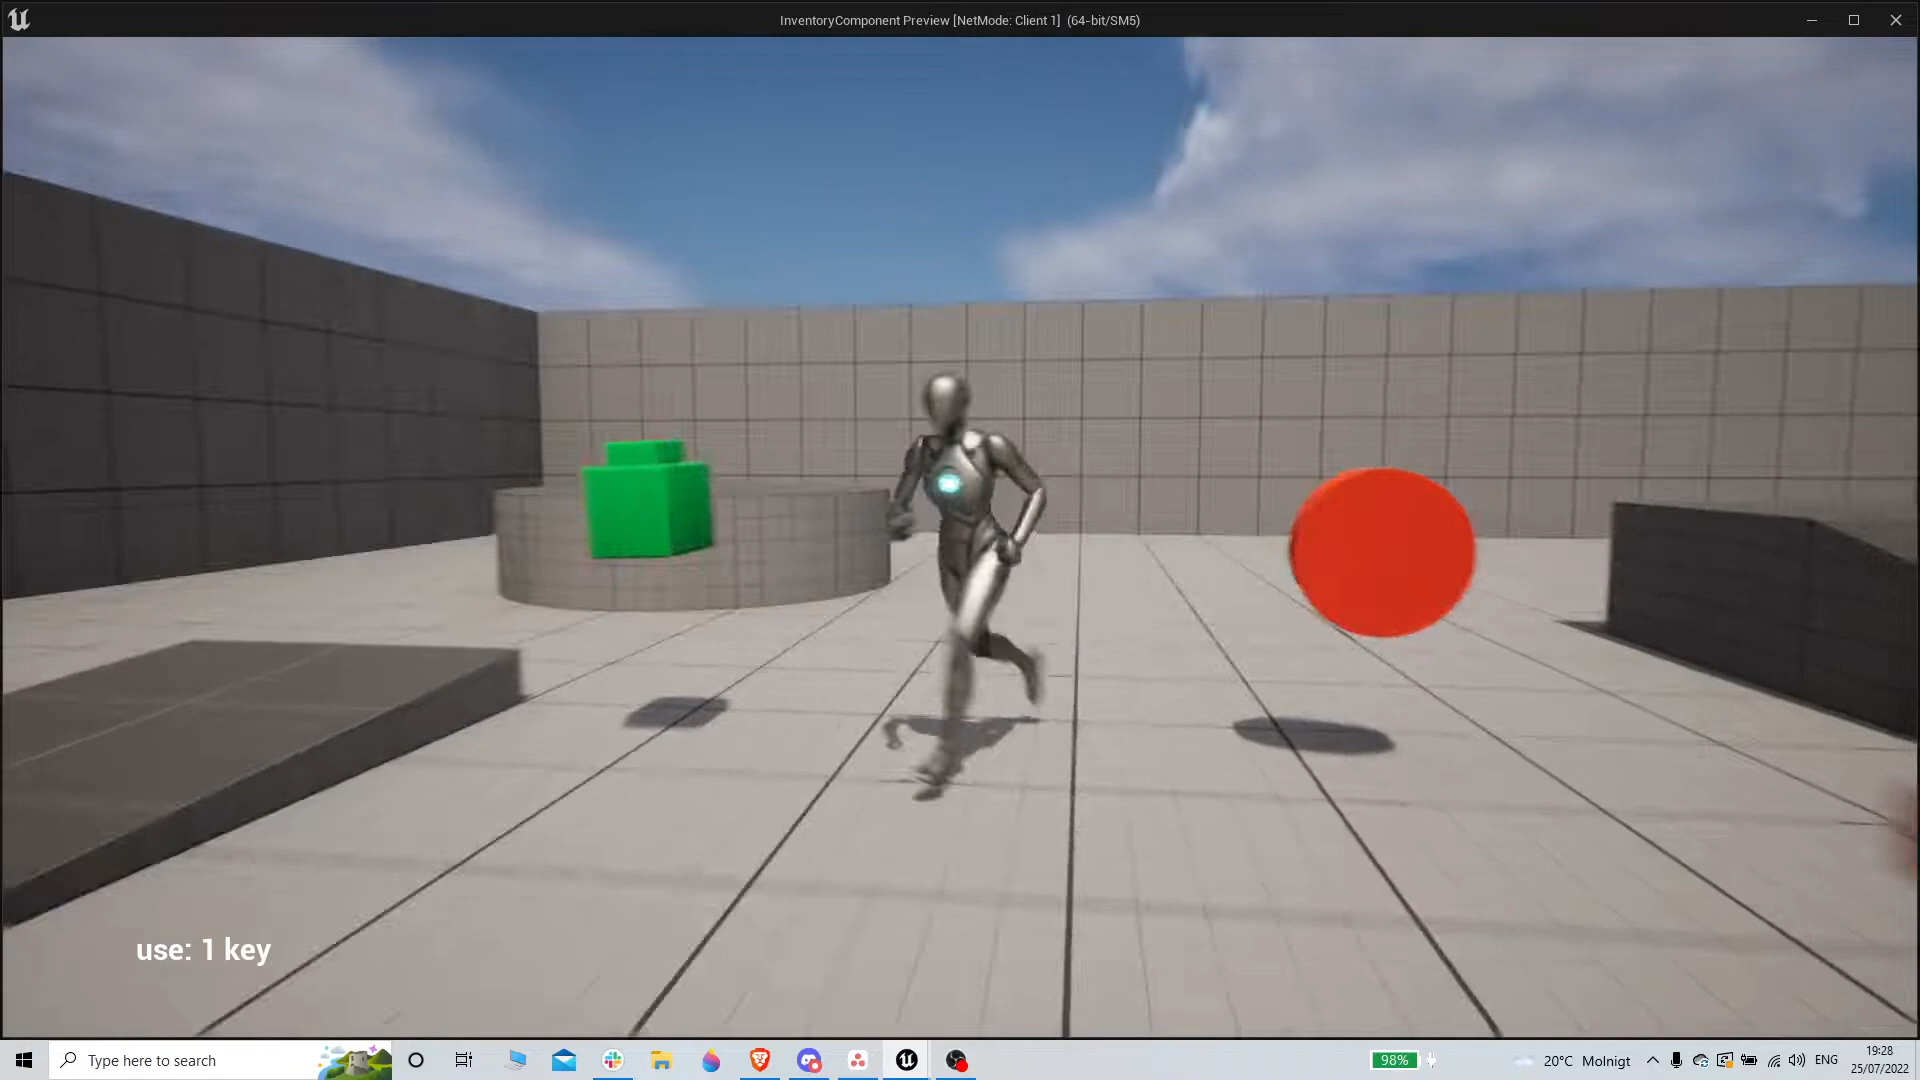 InventoryComponent Preview [NetMode: Client 1] (64-bit/SM5)
use: 1 key
Type here to search
98%
20°C Molnigt
ENG
19:28
25/07/2022